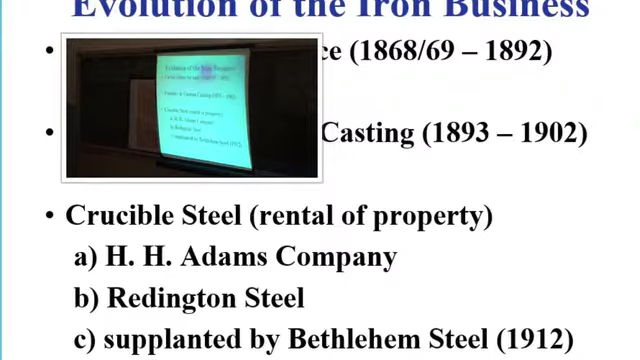 Evolution of the Iron Business
• ce (1868/69 – 1892)
• Casting (1893 – 1902)
• Crucible Steel (rental of property)
a) H. H. Adams Company
b) Redington Steel
c) supplanted by Bethlehem Steel (1912)